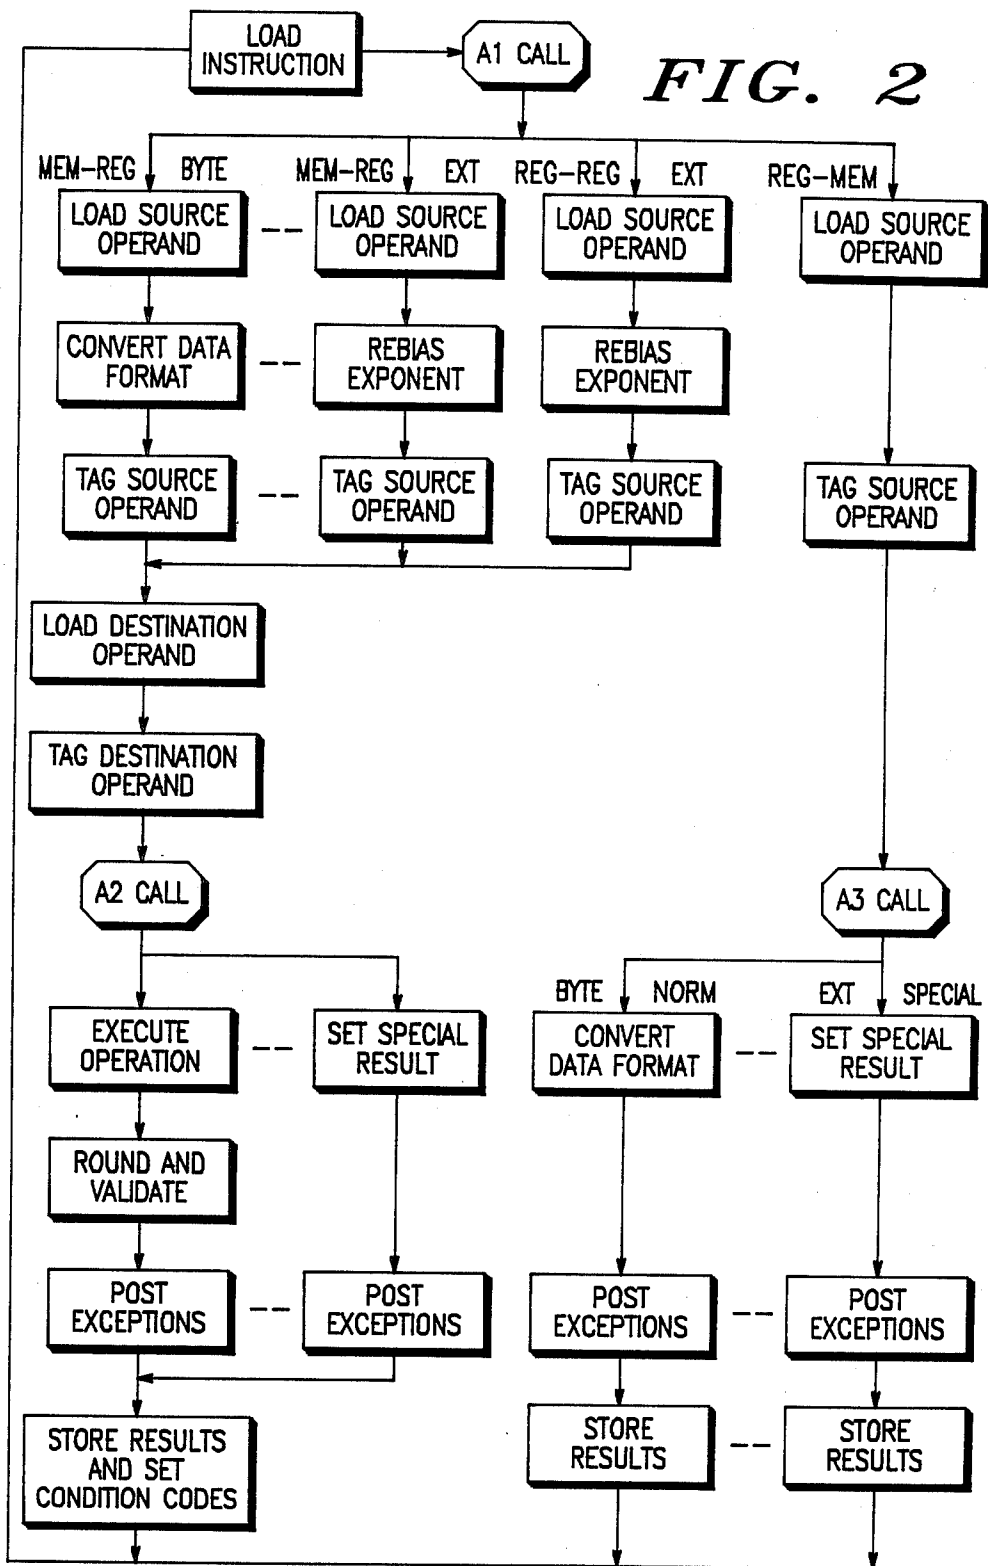 LOAD
INSTRUCTION
A1 CALL
FIG. 2
MEM-REG BYTE
MEM-REG EXT
REG-REG EXT
REG-MEM
LOAD SOURCE
OPERAND
LOAD SOURCE
OPERAND
LOAD SOURCE
OPERAND
LOAD SOURCE
OPERAND
CONVERT DATA
FORMAT
REBIAS
EXPONENT
REBIAS
EXPONENT
TAG SOURCE
OPERAND
TAG SOURCE
OPERAND
TAG SOURCE
OPERAND
TAG SOURCE
OPERAND
LOAD DESTINATION
OPERAND
TAG DESTINATION
OPERAND
A2 CALL
A3 CALL
BYTE NORM
EXT SPECIAL
EXECUTE
OPERATION
SET SPECIAL
RESULT
CONVERT
DATA FORMAT
SET SPECIAL
RESULT
ROUND AND
VALIDATE
POST
EXCEPTIONS
POST
EXCEPTIONS
POST
EXCEPTIONS
POST
EXCEPTIONS
STORE RESULTS
AND SET
CONDITION CODES
STORE
RESULTS
STORE
RESULTS